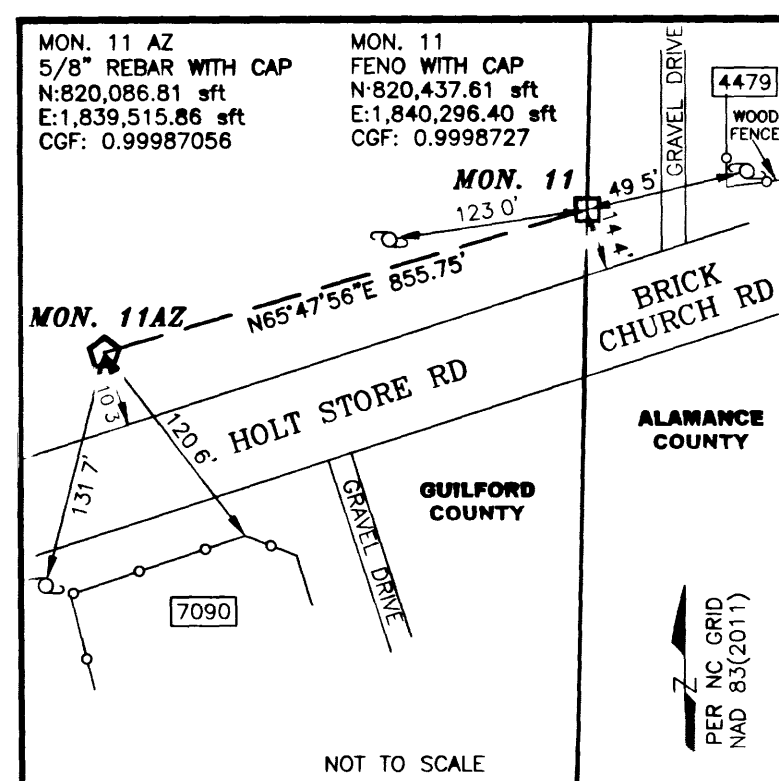 MON. 11 AZ
5/8" REBAR WITH CAP
N:820,086.81 sft
E:1,839,515.86 sft
CGF: 0.99987056
MON. 11
FENO WITH CAP
N·820,437.61 sft
E:1,840,296.40 sft
CGF: 0.9998727
GRAVEL DRIVE
4479
WOOD
FENCE
MON. 11
49 5'
123 0'
14.4'
N65°47'56"E 855.75'
MON. 11AZ
BRICK
CHURCH RD
HOLT STORE RD
10 3
120 6'
131 7'
ALAMANCE
COUNTY
GUILFORD
COUNTY
GRAVEL DRIVE
7090
N
PER NC GRID
NAD 83(2011)
NOT TO SCALE